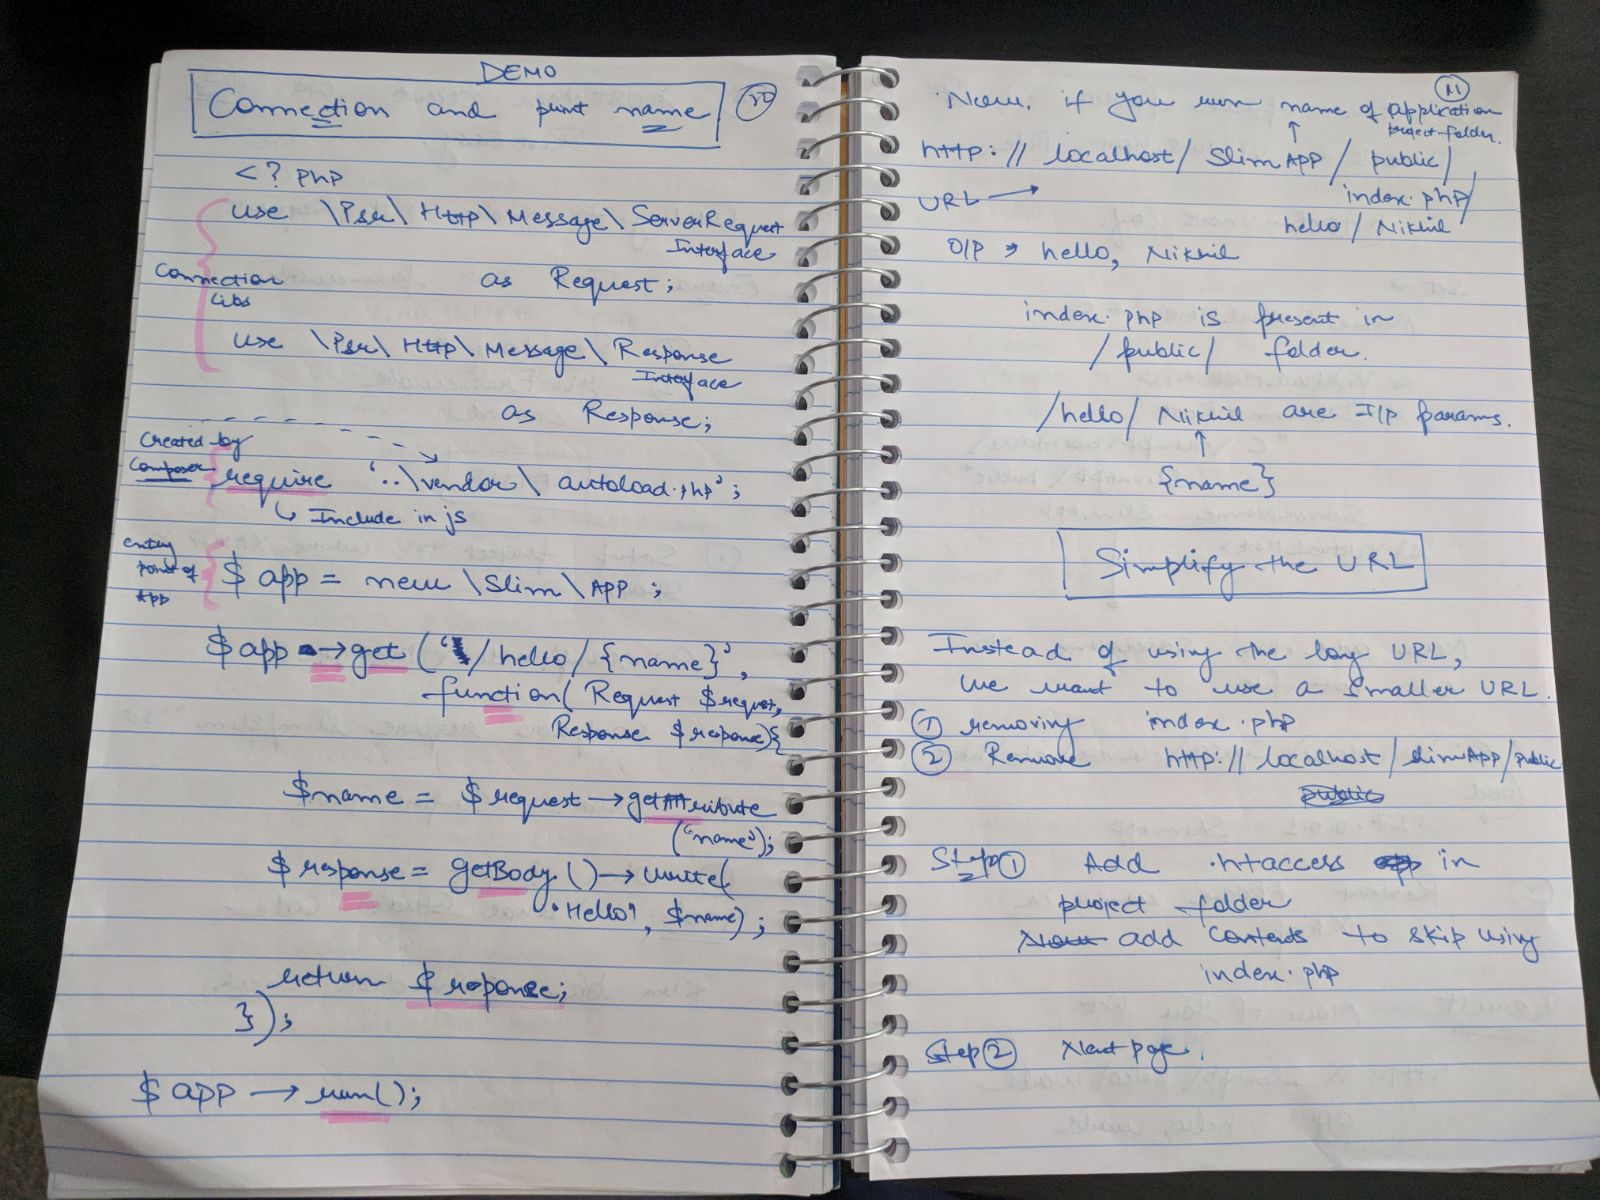 DEMO
Connection and print name
<? php
use \Psr\ Http\ Message\ ServerRequest
Interface
Connection
Libs
as Request;
use \Psr\ Http\ Message\ Response
Interface
as Response;
Created by
Composer
require '..\vendor\ autoload.php';
Include in js
entry
point of
App
$ app = new \Slim\APP ;
$ app → get ( ' /hello/{name}',
function( Request $request,
Response $response){
$name = $ request → getAttribute
("name");
$ response = getBody () → write(
"Hello", $name) ;
return $ reponse;
});
$ app → run();
11
Now, if you run name of application
project folder.
http: // localhost/ Slim APP / public/
index.php/
URL →
hello / Nikhil
O/P → hello, Nikhil
index.php is present in
/public/ folder.
/hello/ Nikhil are I/p params.
↑
{name}
Simplify the URL
Instead of using the long URL,
we want to use a smaller URL.
① removing index.php
② Remove http: // localhost/slimApp/public
public
Step① Add .htaccess in
project folder
Now add contents to skip using
index.php
Step② Next page.